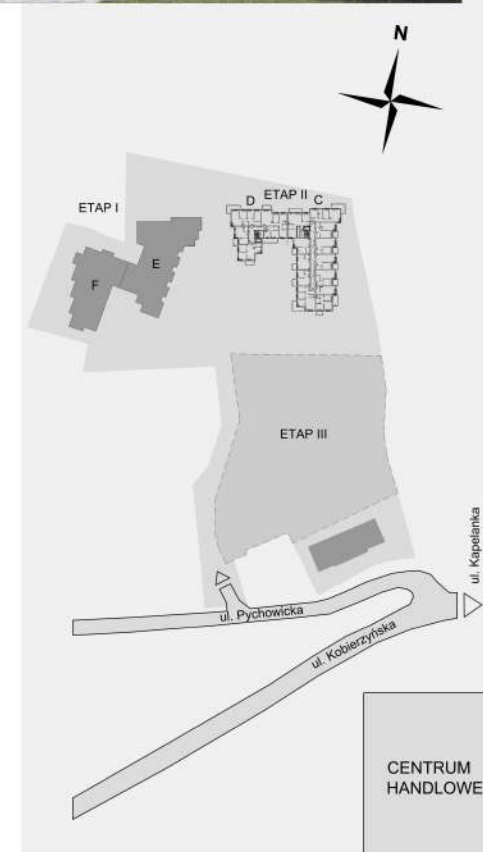 N
ETAP I
D
ETAP II
C
E
F
ETAP III
ul. Kapelanka
ul. Pychowicka
ul. Kobierzyńska
CENTRUM
HANDLOWE